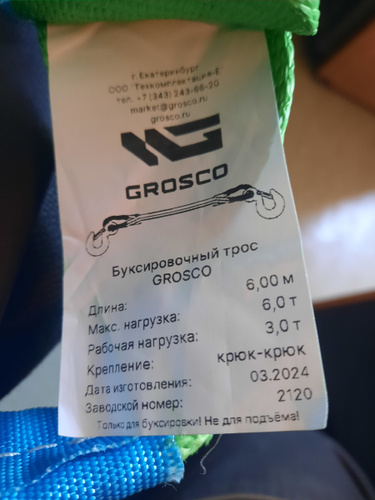 г.Екатеринбург
ООО "Техкомплектация-Е
тел. +7 (343) 243-66-20
market@grosco.ru
grosco.ru
GROSCO
Буксировочный трос
GROSCO
Длина: 6,00 м
Макс. нагрузка: 6,0 т
Рабочая нагрузка: 3,0 т
Крепление: крюк-крюк
Дата изготовления: 03.2024
Заводской номер: 2120
Только для буксировки! Не для подъёма!